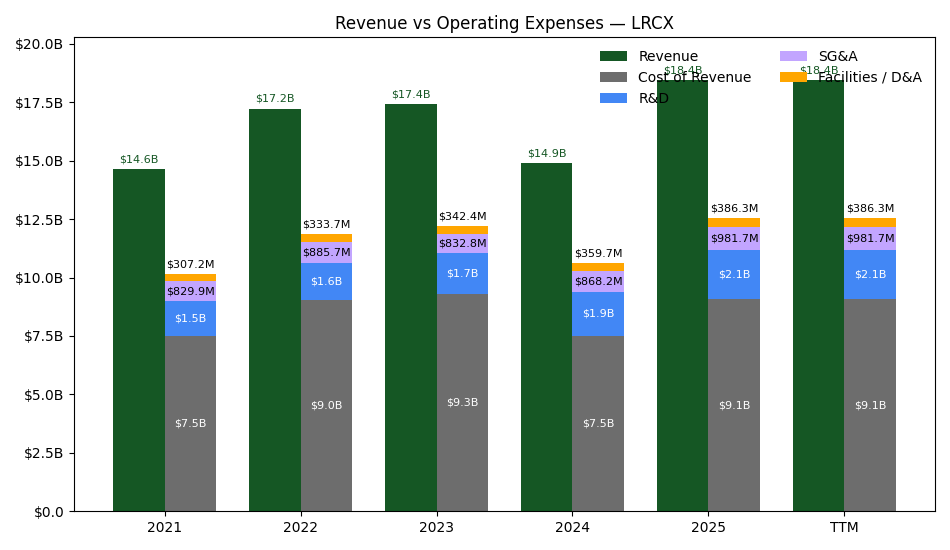 Revenue vs Operating Expenses — LRCX
$20.0B
$17.5B
$15.0B
$12.5B
$10.0B
$7.5B
$5.0B
$2.5B
$0.0
Revenue
Cost of Revenue
R&D
SG&A
Facilities / D&A
$14.6B
$307.2M
$829.9M
$1.5B
$7.5B
$17.2B
$333.7M
$885.7M
$1.6B
$9.0B
$17.4B
$342.4M
$832.8M
$1.7B
$9.3B
$14.9B
$359.7M
$868.2M
$1.9B
$7.5B
$18.4B
$386.3M
$981.7M
$2.1B
$9.1B
$18.4B
$386.3M
$981.7M
$2.1B
$9.1B
2021
2022
2023
2024
2025
TTM